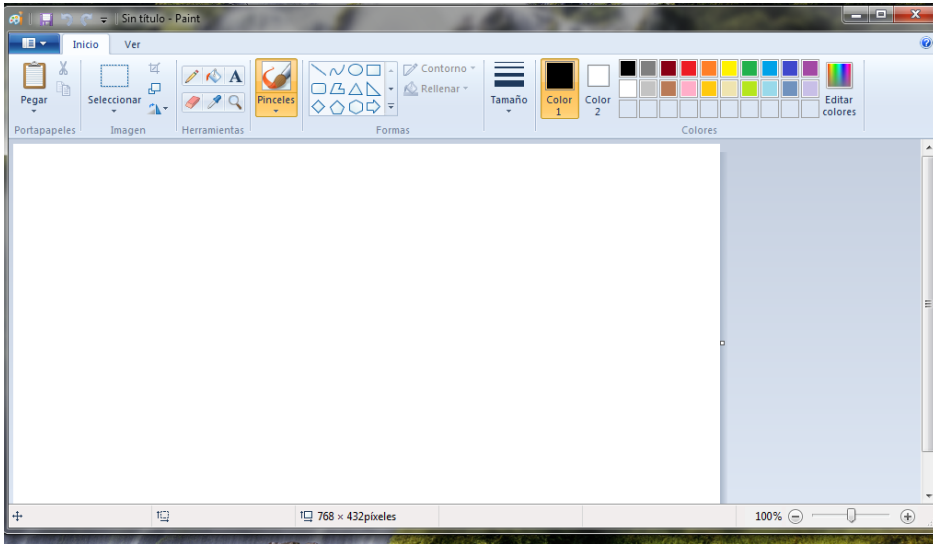 Sin título - Paint
Inicio Ver
Pegar
Seleccionar
A
Pinceles
Contorno
Rellenar
Tamaño
Color 1
Color 2
Editar colores
Portapapeles Imagen Herramientas Formas Colores
768 × 432píxeles 100%